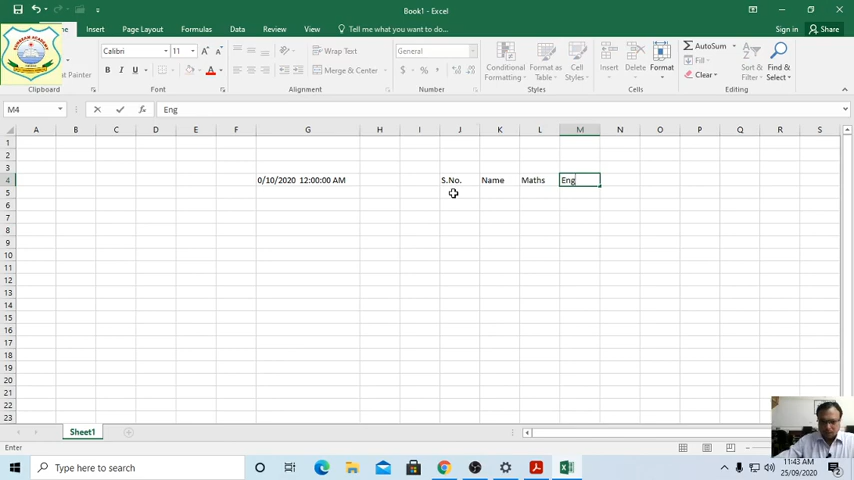 Book1 - Excel
Sign in
Share
Page Layout
Insert
Formulas
Data
Review
View
Tell me what you want to do...
Painter
Clipboard
Calibri
11
A
A
B I U
A
Font
Wrap Text
Merge & Center
Alignment
General
$ % ,
Number
Conditional Formatting
Format as Table
Cell Styles
Styles
Insert
Delete
Format
Cells
AutoSum
Fill
Clear
Sort & Filter
Find & Select
Editing
M4
fx
Eng
A B C D E F G H I J K L M N O P Q R S
1
2
3
4 0/10/2020 12:00:00 AM S.No. Name Maths Eng
5
6
7
8
9
10
11
12
13
14
15
16
17
18
19
20
21
22
23
Sheet1
Enter
Type here to search
11:43 AM
25/09/2020
2